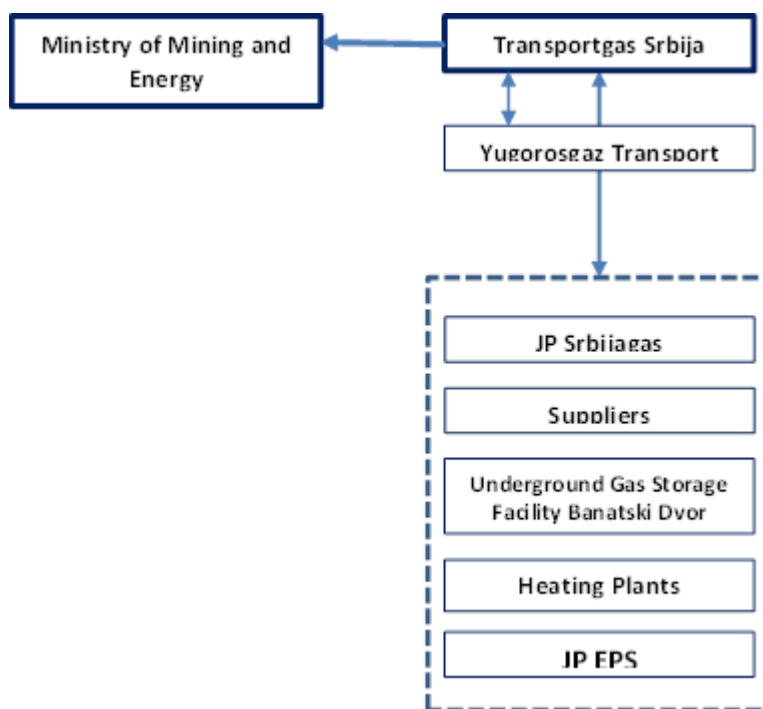 Ministry of Mining and
Energy
Transportgas Srbija
Yugorosgaz Transport
JP Srbijagas
Suppliers
Underground Gas Storage
Facility Banatski Dvor
Heating Plants
JP EPS